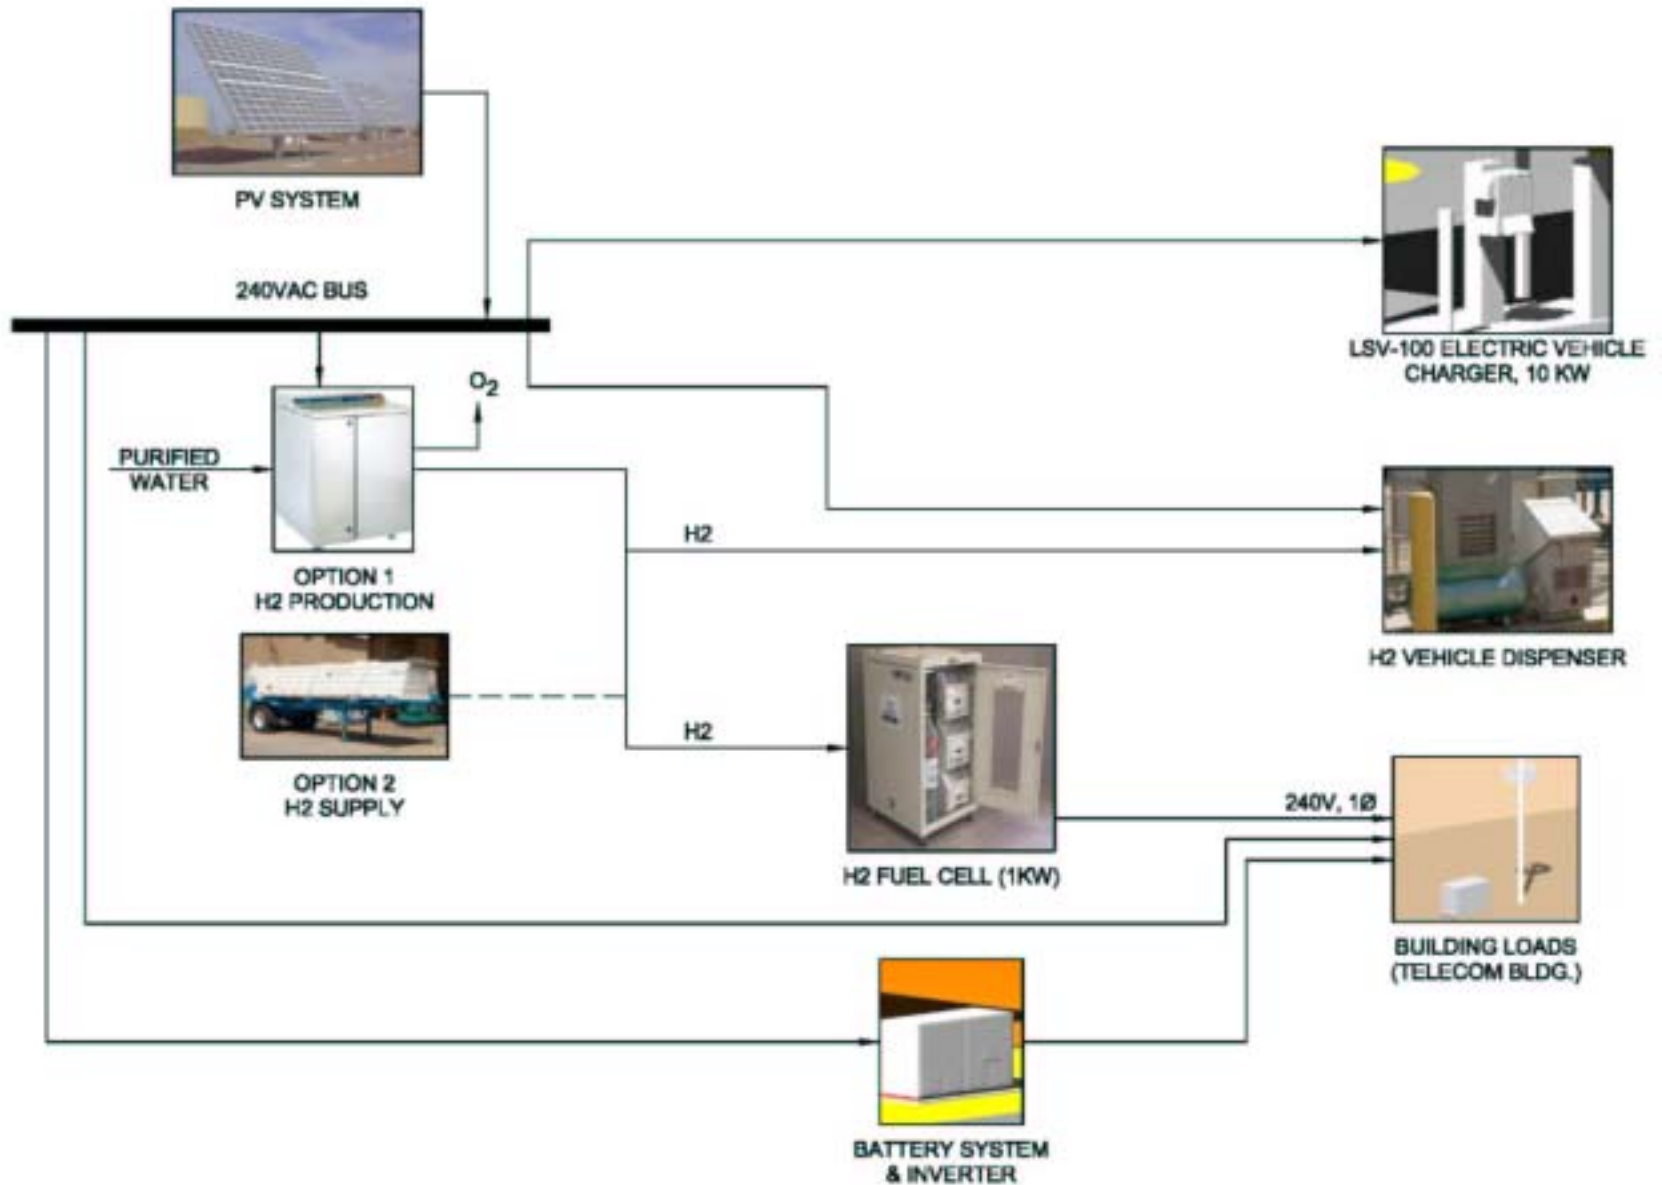 PV SYSTEM
240VAC BUS
LSV-100 ELECTRIC VEHICLE
CHARGER, 10 KW
O2
PURIFIED
WATER
H2
OPTION 1
H2 PRODUCTION
H2 VEHICLE DISPENSER
H2
OPTION 2
H2 SUPPLY
240V, 1Ø
H2 FUEL CELL (1KW)
BUILDING LOADS
(TELECOM BLDG.)
BATTERY SYSTEM
& INVERTER